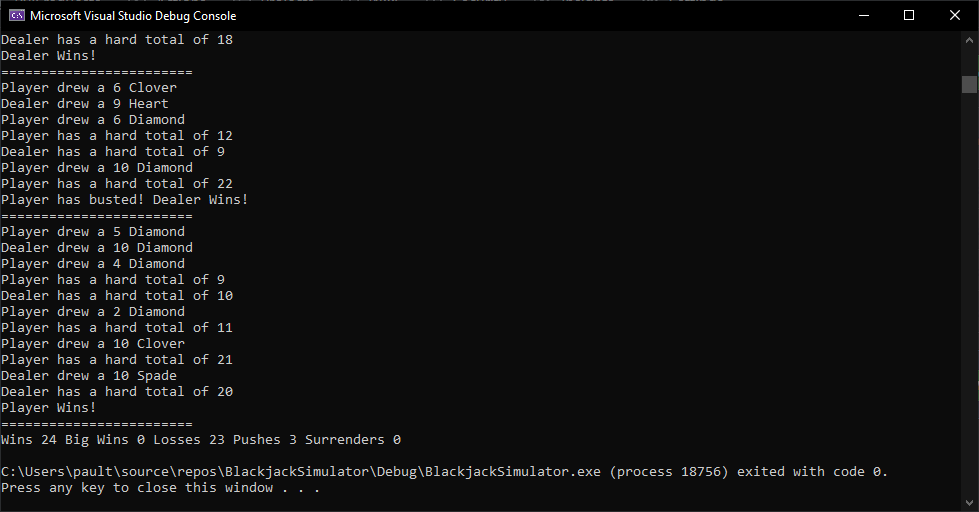 Microsoft Visual Studio Debug Console
Dealer has a hard total of 18
Dealer Wins!
========================
Player drew a 6 Clover
Dealer drew a 9 Heart
Player drew a 6 Diamond
Player has a hard total of 12
Dealer has a hard total of 9
Player drew a 10 Diamond
Player has a hard total of 22
Player has busted! Dealer Wins!
========================
Player drew a 5 Diamond
Dealer drew a 10 Diamond
Player drew a 4 Diamond
Player has a hard total of 9
Dealer has a hard total of 10
Player drew a 2 Diamond
Player has a hard total of 11
Player drew a 10 Clover
Player has a hard total of 21
Dealer drew a 10 Spade
Dealer has a hard total of 20
Player Wins!
========================
Wins 24 Big Wins 0 Losses 23 Pushes 3 Surrenders 0
C:\Users\pault\source\repos\BlackjackSimulator\Debug\BlackjackSimulator.exe (process 18756) exited with code 0.
Press any key to close this window . . .